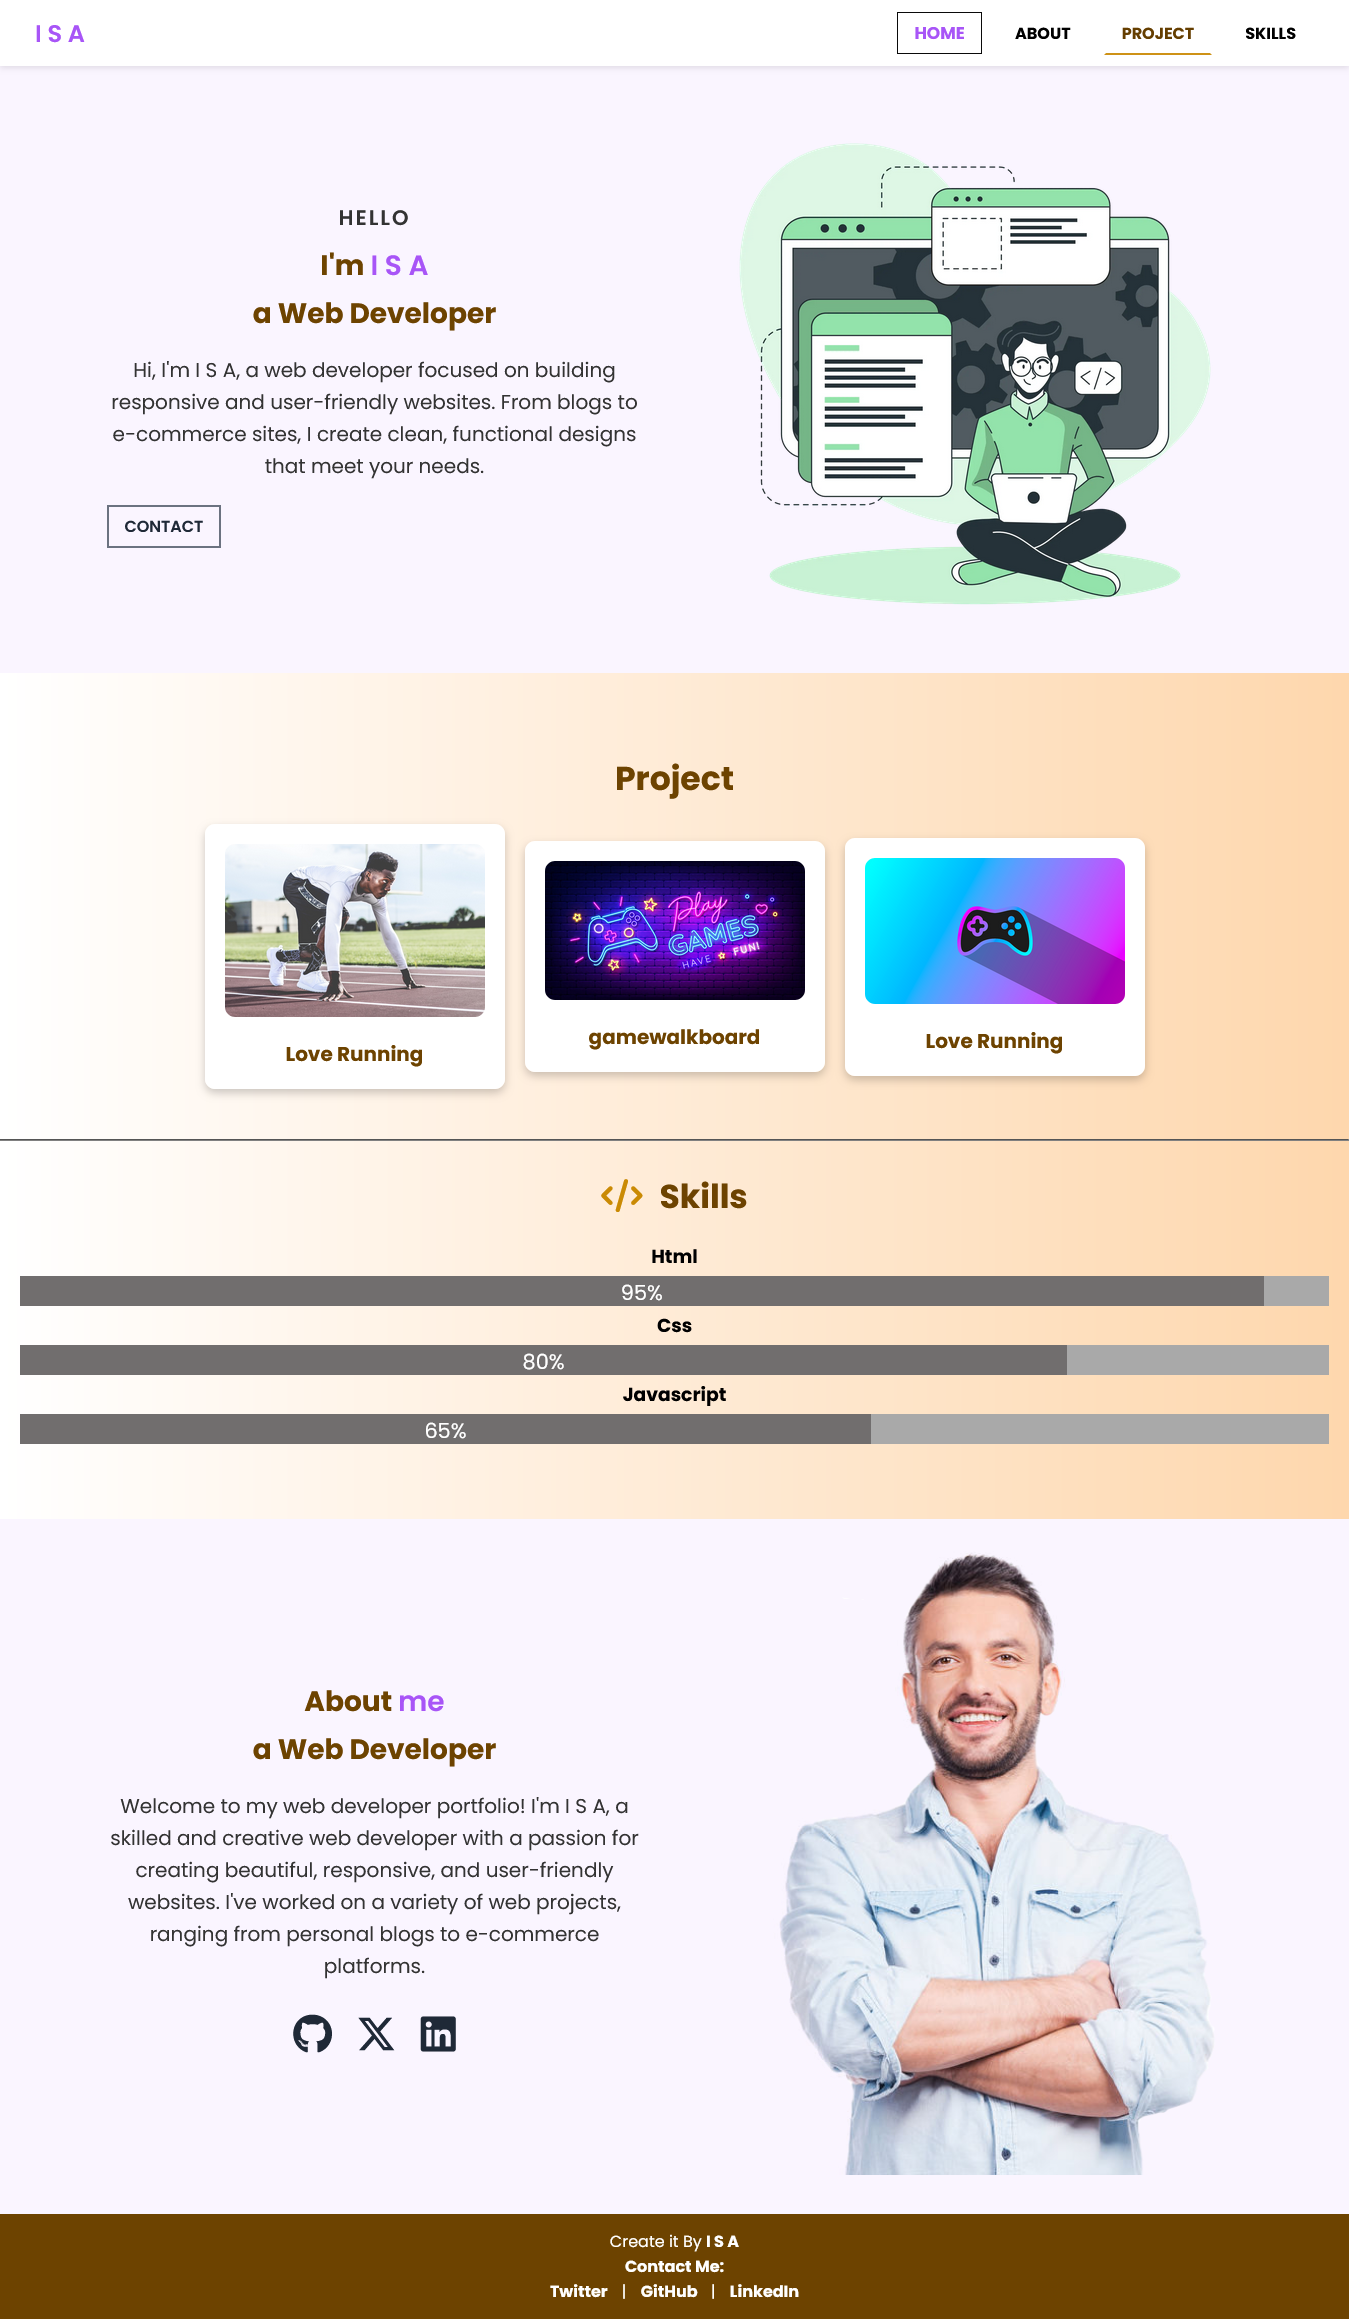 I S A
HOME
ABOUT
PROJECT
SKILLS
HELLO
I'm I S A
a Web Developer
Hi, I'm I S A, a web developer focused on building
responsive and user-friendly websites. From blogs to
e-commerce sites, I create clean, functional designs
that meet your needs.
CONTACT
</>
Project
Play
GAMES
HAVE FUN!
Love Running
gamewalkboard
Love Running
</> Skills
Html
95%
Css
80%
Javascript
65%
About me
a Web Developer
Welcome to my web developer portfolio! I'm I S A, a
skilled and creative web developer with a passion for
creating beautiful, responsive, and user-friendly
websites. I've worked on a variety of web projects,
ranging from personal blogs to e-commerce
platforms.
in
Create it By I S A
Contact Me:
Twitter | GitHub | LinkedIn